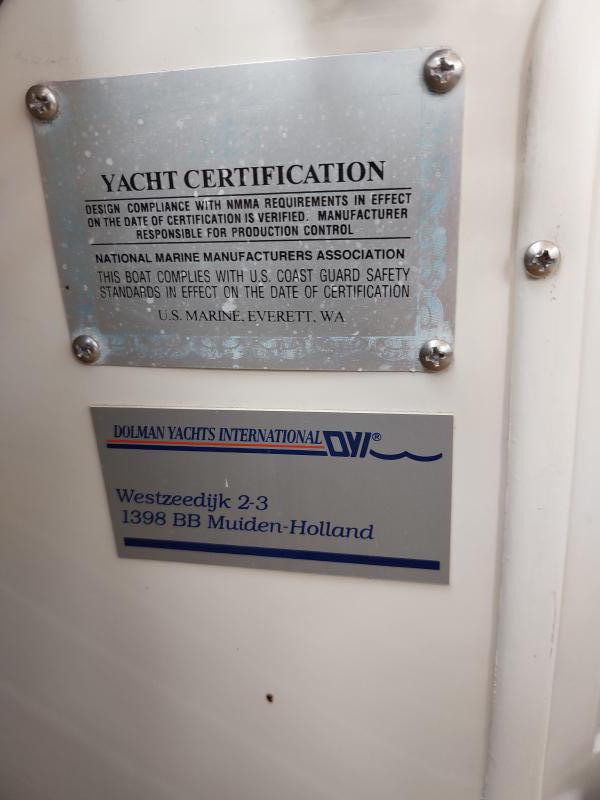 YACHT CERTIFICATION
DESIGN COMPLIANCE WITH NMMA REQUIREMENTS IN EFFECT
ON THE DATE OF CERTIFICATION IS VERIFIED. MANUFACTURER
RESPONSIBLE FOR PRODUCTION CONTROL
NATIONAL MARINE MANUFACTURERS ASSOCIATION
THIS BOAT COMPLIES WITH U.S. COAST GUARD SAFETY
STANDARDS IN EFFECT ON THE DATE OF CERTIFICATION
U.S. MARINE, EVERETT, WA
DOLMAN YACHTS INTERNATIONAL DYI®
Westzeedijk 2-3
1398 BB Muiden-Holland